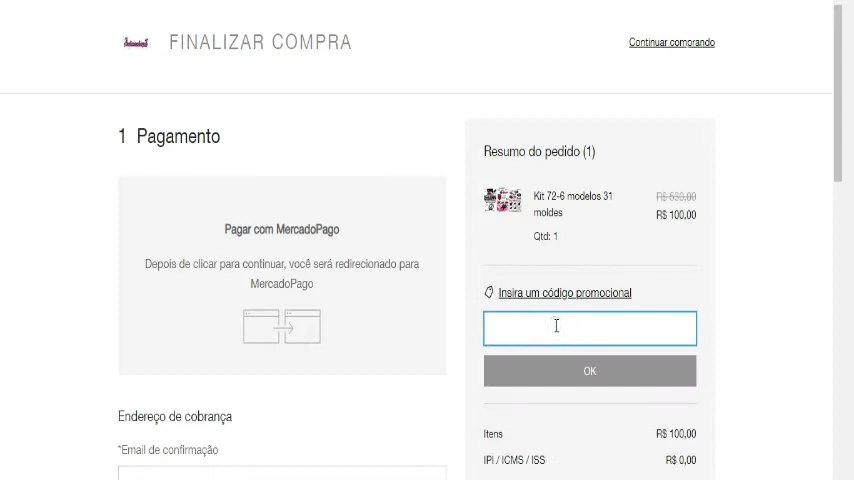 FINALIZAR COMPRA
Continuar comprando
1 Pagamento
Pagar com MercadoPago
Depois de clicar para continuar, você será redirecionado para
MercadoPago
Endereço de cobrança
*Email de confirmação
Resumo do pedido (1)
Kit 72-6 modelos 31
moldes
R$ 530,00
R$ 100,00
Qtd: 1
Insira um código promocional
OK
Itens R$ 100,00
IPI / ICMS / ISS R$ 0,00